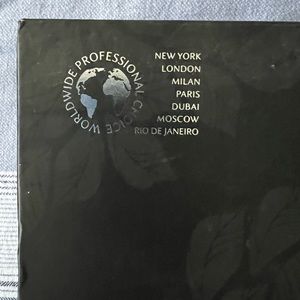 WORLDWIDE PROFESSIONAL CHOICE
NEW YORK
LONDON
MILAN
PARIS
DUBAI
MOSCOW
RIO DE JANEIRO